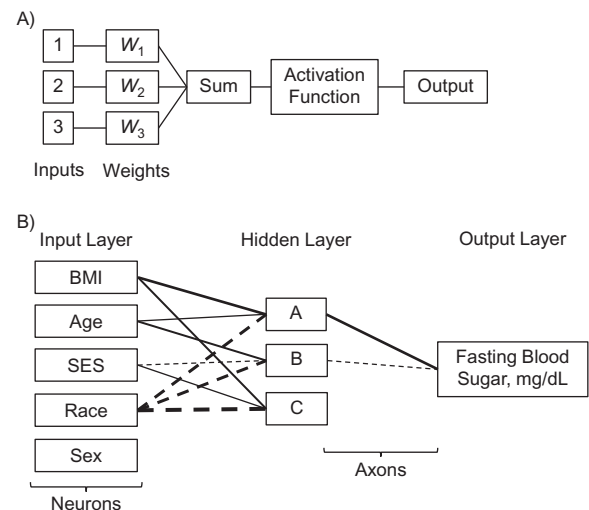 A)
1
W1
2
W2
3
W3
Sum
Activation
Function
Output
Inputs
Weights
B)
Input Layer
Hidden Layer
Output Layer
BMI
Age
SES
Race
Sex
A
B
C
Fasting Blood
Sugar, mg/dL
Neurons
Axons